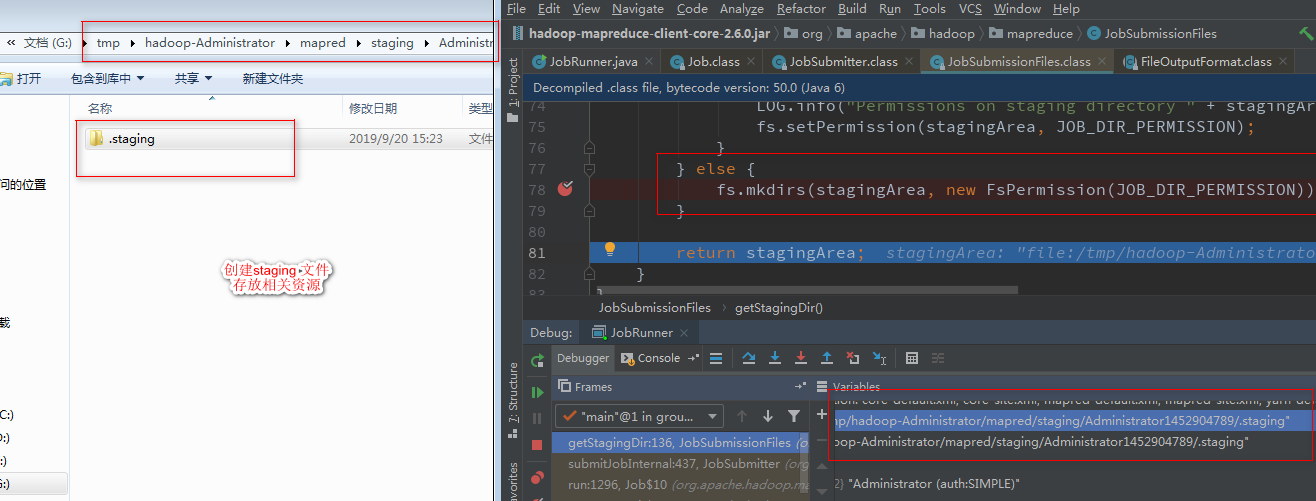 « 文档 (G:) ▸ tmp ▸ hadoop-Administrator ▸ mapred ▸ staging ▸ Administr
打开 包含到库中 共享 新建文件夹
名称 修改日期 类型
.staging 2019/9/20 15:23 文件
问的位置
载
C:)
D:)
:)
G:)
创建staging 文件
存放相关资源
File Edit View Navigate Code Analyze Refactor Build Run Tools VCS Window Help
hadoop-mapreduce-client-core-2.6.0.jar org apache hadoop mapreduce JobSubmissionFiles
JobRunner.java Job.class JobSubmitter.class JobSubmissionFiles.class FileOutputFormat.class
1: Project
Decompiled .class file, bytecode version: 50.0 (Java 6)
74 LOG.info("Permissions on staging directory " + stagingAr
75 fs.setPermission(stagingArea, JOB_DIR_PERMISSION);
76 }
77 } else {
78 fs.mkdirs(stagingArea, new FsPermission(JOB_DIR_PERMISSION))
79 }
80
81 return stagingArea; stagingArea: "file:/tmp/hadoop-Administrato
82 }
83 }
JobSubmissionFiles › getStagingDir()
Debug: JobRunner
Debugger Console
7: Structure
Frames Variables
"main"@1 in grou...
tion: core-default.xml, core-site.xml, mapred-default.xml, mapred-site.xml, yarn-de
mp/hadoop-Administrator/mapred/staging/Administrator1452904789/.staging"
oop-Administrator/mapred/staging/Administrator1452904789/.staging"
getStagingDir:136, JobSubmissionFiles (or
submitJobInternal:437, JobSubmitter (org
run:1296, Job$10 (org.apache.hadoop.ma
"Administrator (auth:SIMPLE)"
avorites